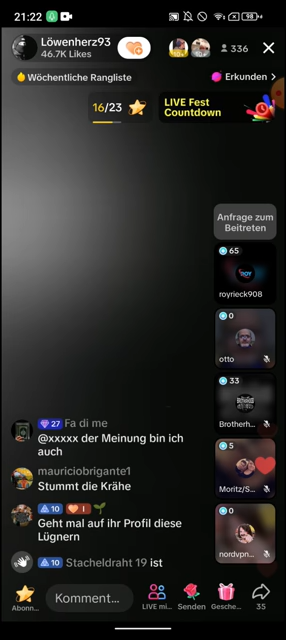 21:22
98
Löwenherz93
46.7K Likes
336
Wöchentliche Rangliste
Erkunden >
16/23
LIVE Fest
Countdown
Anfrage zum
Beitreten
65
royrieck908
0
otto
33
Brotherh...
5
Moritz/S...
0
nordvpn...
27 Fa di me
@xxxxx der Meinung bin ich
auch
mauriciobrigante1
Stummt die Krähe
10 I
Geht mal auf ihr Profil diese
Lügnern
10 Stacheldraht 19 ist
Abonn...
Komment...
LIVE mi...
Senden
Gesche...
35